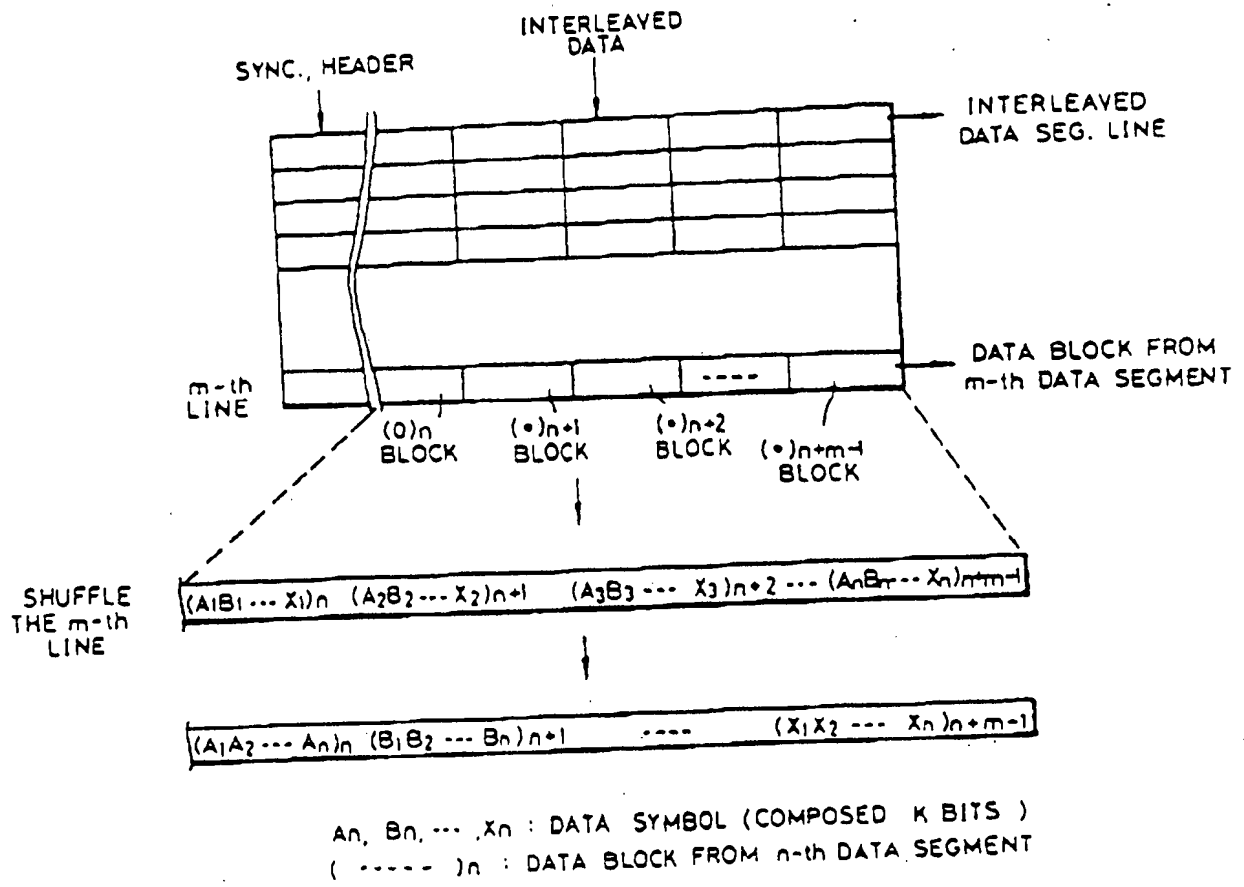 INTERLEAVED
DATA
SYNC., HEADER
INTERLEAVED
DATA SEG. LINE
m-th
LINE
----
DATA BLOCK FROM
m-th DATA SEGMENT
(0)n
BLOCK
(•)n+1
BLOCK
(•)n+2
BLOCK
(•)n+m-1
BLOCK
SHUFFLE
THE m-th
LINE
(A1B1 ··· X1)n (A2B2 --- X2)n+1 (A3B3 --- X3)n+2 --- (AnBn --- Xn)n+m-1
(A1A2 --- An)n (B1B2 --- Bn)n+1 ---- (X1X2 --- Xn)n+m-1
An, Bn, ··· ,Xn : DATA SYMBOL (COMPOSED K BITS )
( ----- )n : DATA BLOCK FROM n-th DATA SEGMENT